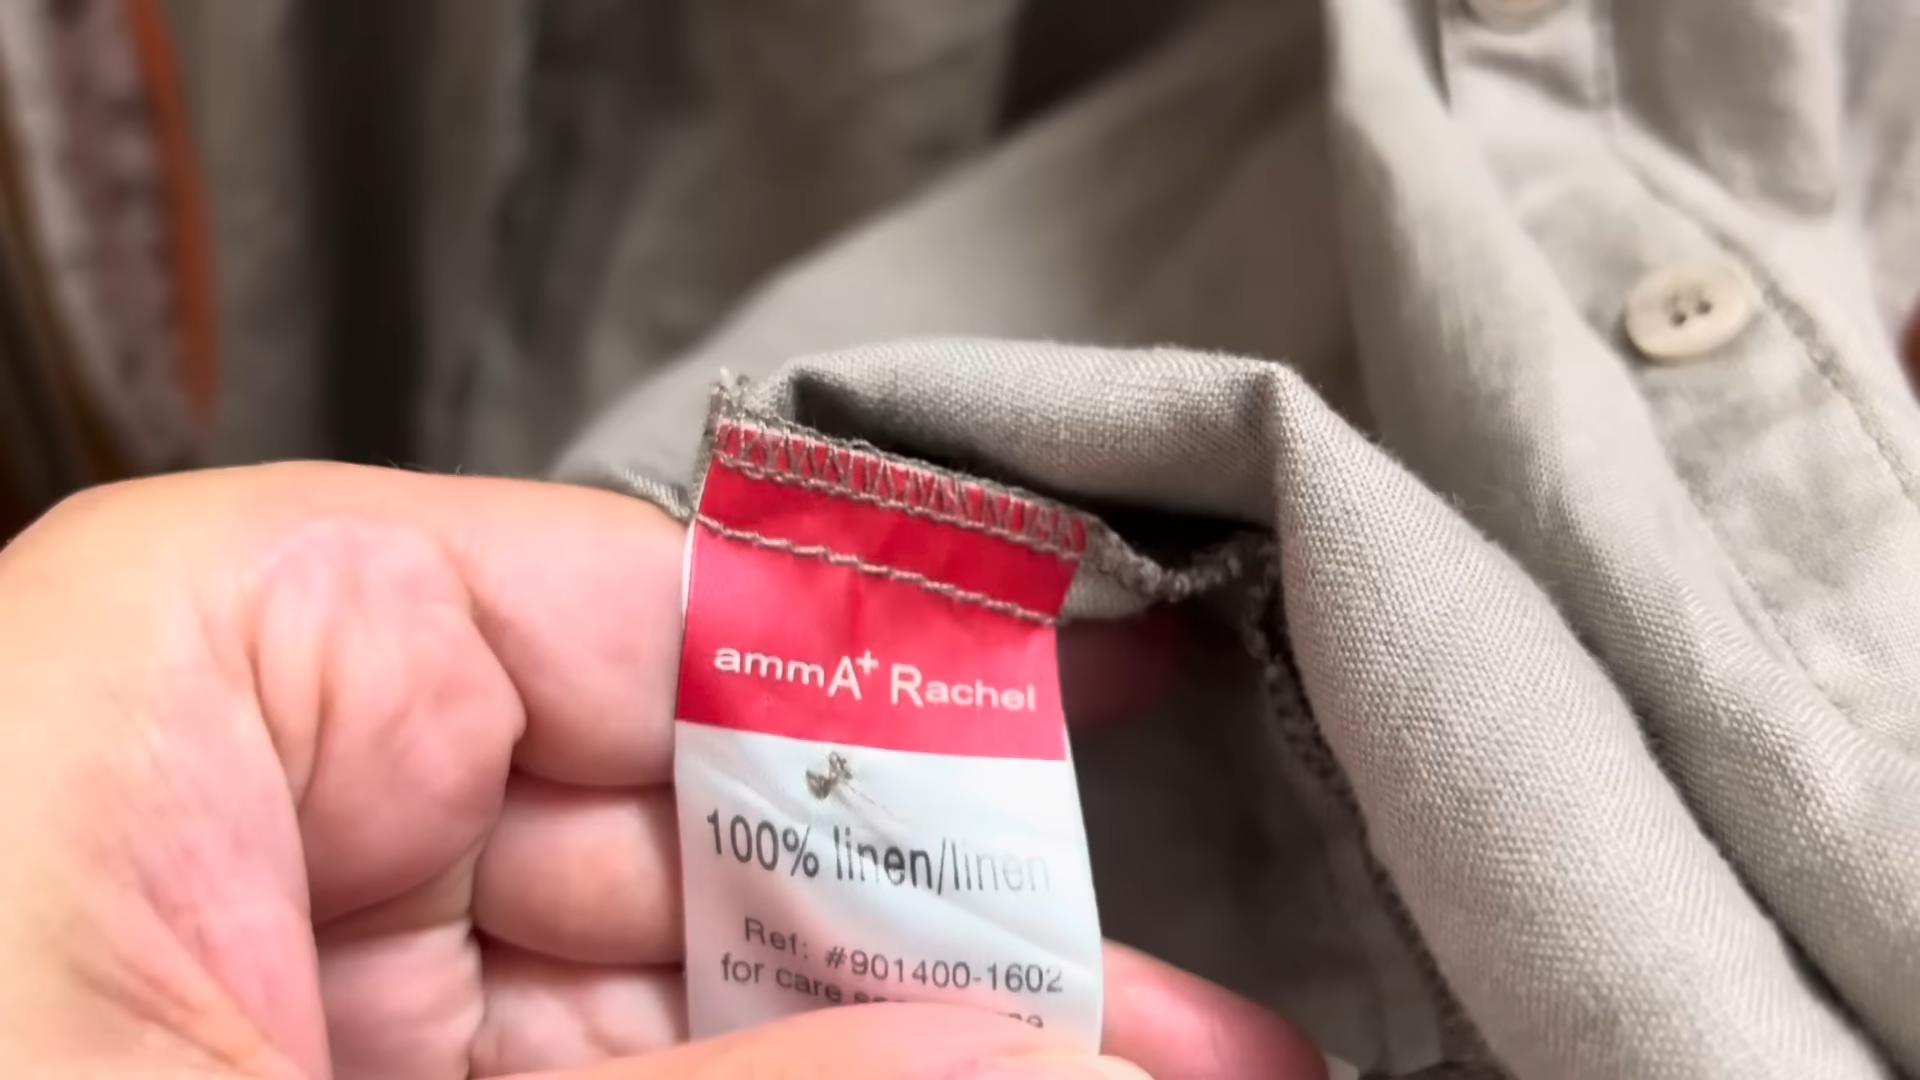 ammA+ Rachel
100% linen/linen
Ref: #901400-1602
for care